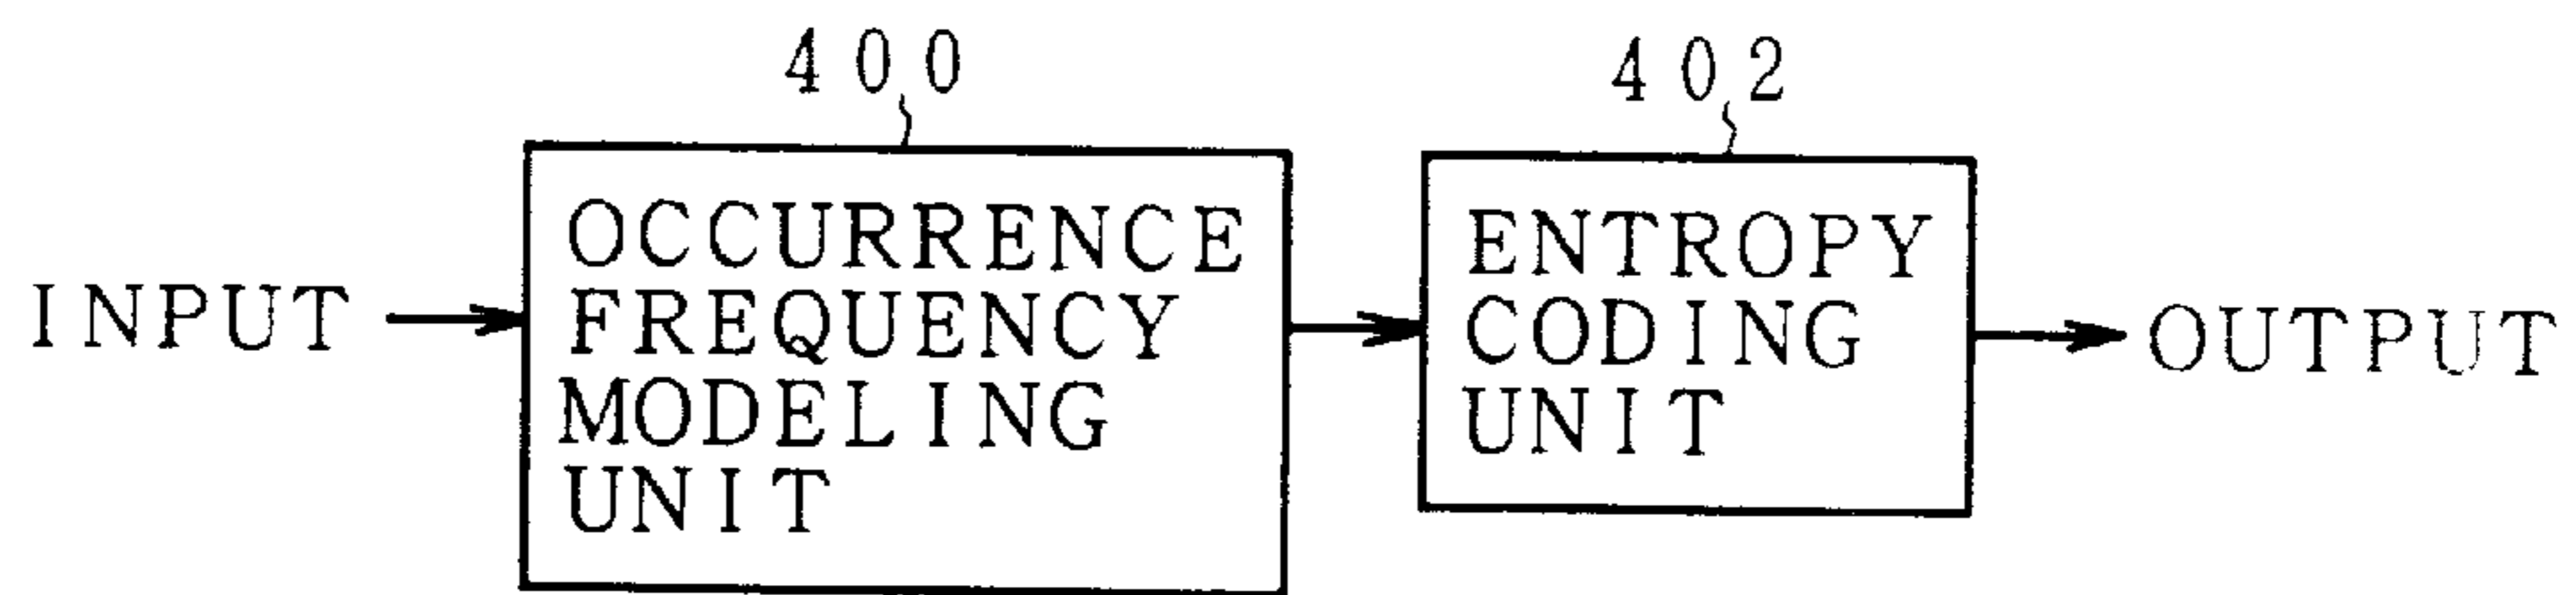 400
402
INPUT
OCCURRENCE
FREQUENCY
MODELING
UNIT
ENTROPY
CODING
UNIT
OUTPUT